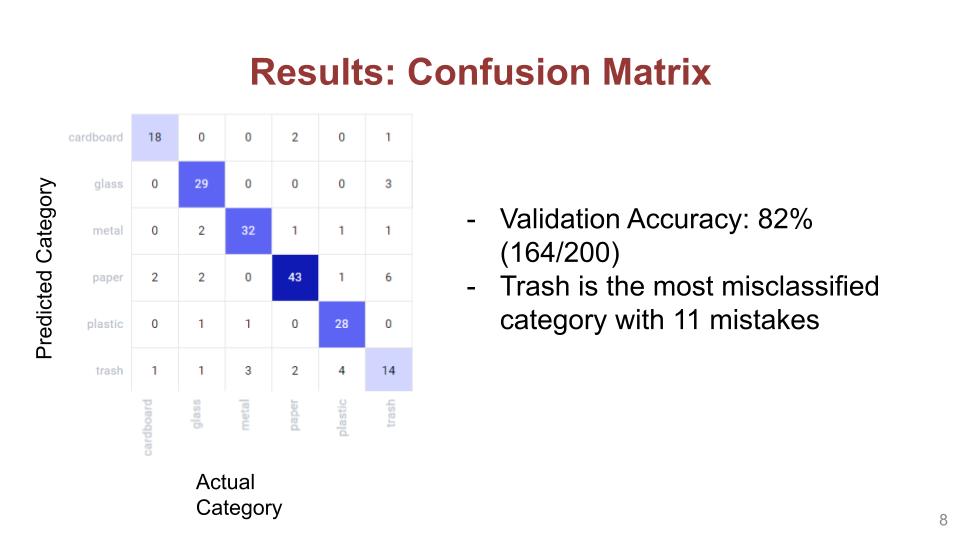 Results: Confusion Matrix
Predicted Category
cardboard 18 0 0 2 0 1
glass 0 29 0 0 0 3
metal 0 2 32 1 1 1
paper 2 2 0 43 1 6
plastic 0 1 1 0 28 0
trash 1 1 3 2 4 14
cardboard glass metal paper plastic trash
Actual
Category
- Validation Accuracy: 82%
(164/200)
- Trash is the most misclassified
category with 11 mistakes
8